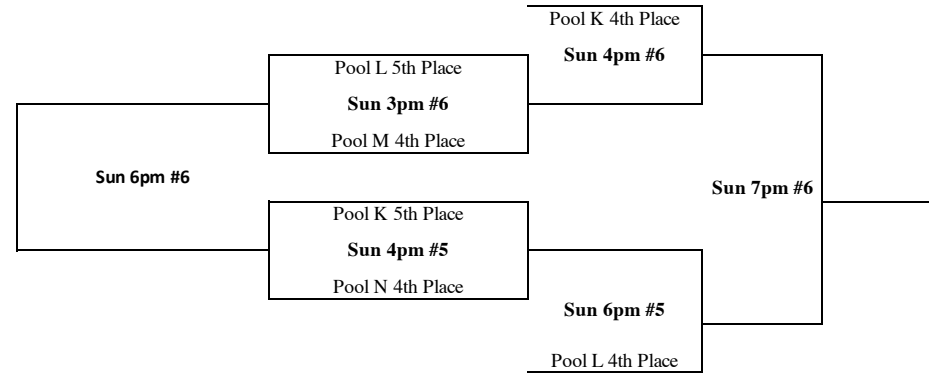 Pool K 4th Place
Sun 4pm #6
Pool L 5th Place
Sun 3pm #6
Pool M 4th Place
Sun 6pm #6
Sun 7pm #6
Pool K 5th Place
Sun 4pm #5
Pool N 4th Place
Sun 6pm #5
Pool L 4th Place